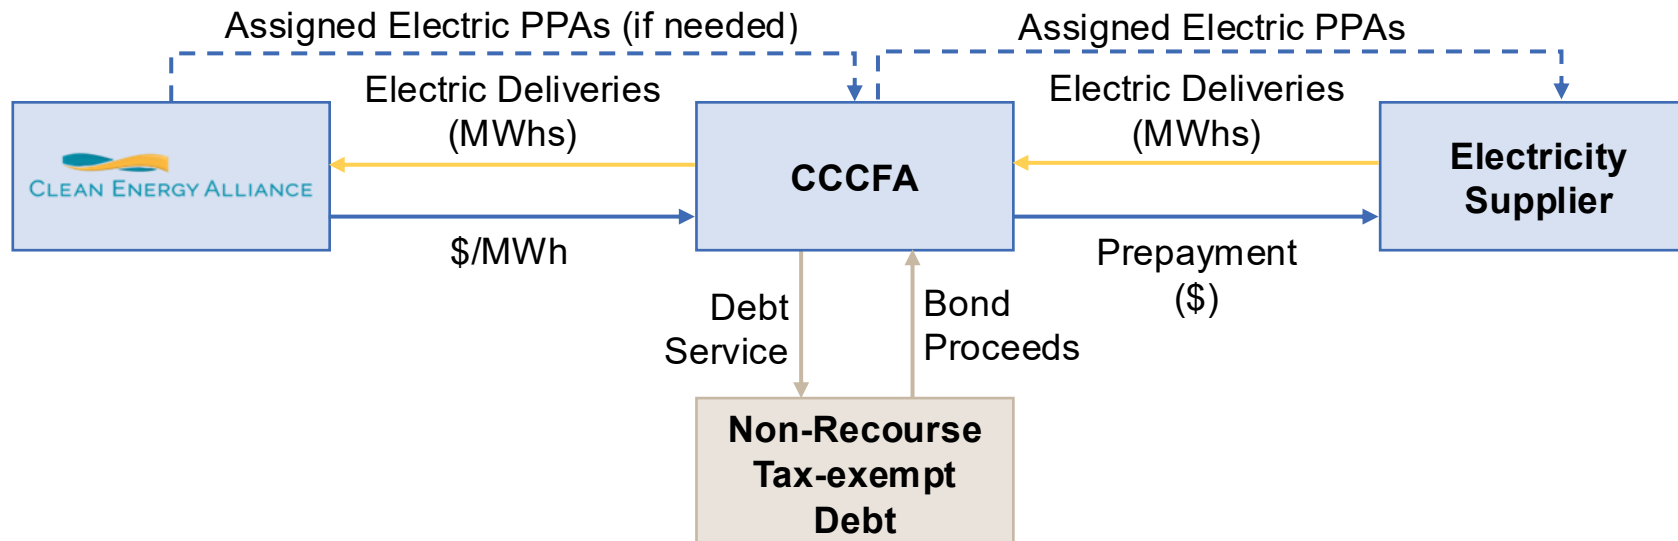 Assigned Electric PPAs (if needed)
Assigned Electric PPAs
Electric Deliveries
(MWhs)
Electric Deliveries
(MWhs)
CLEAN ENERGY ALLIANCE
CCCFA
Electricity
Supplier
$/MWh
Prepayment
($)
Debt
Service
Bond
Proceeds
Non-Recourse
Tax-exempt
Debt